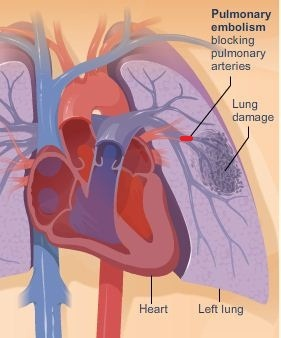 Pulmonary
embolism
blocking
pulmonary
arteries
Lung
damage
Heart
Left lung